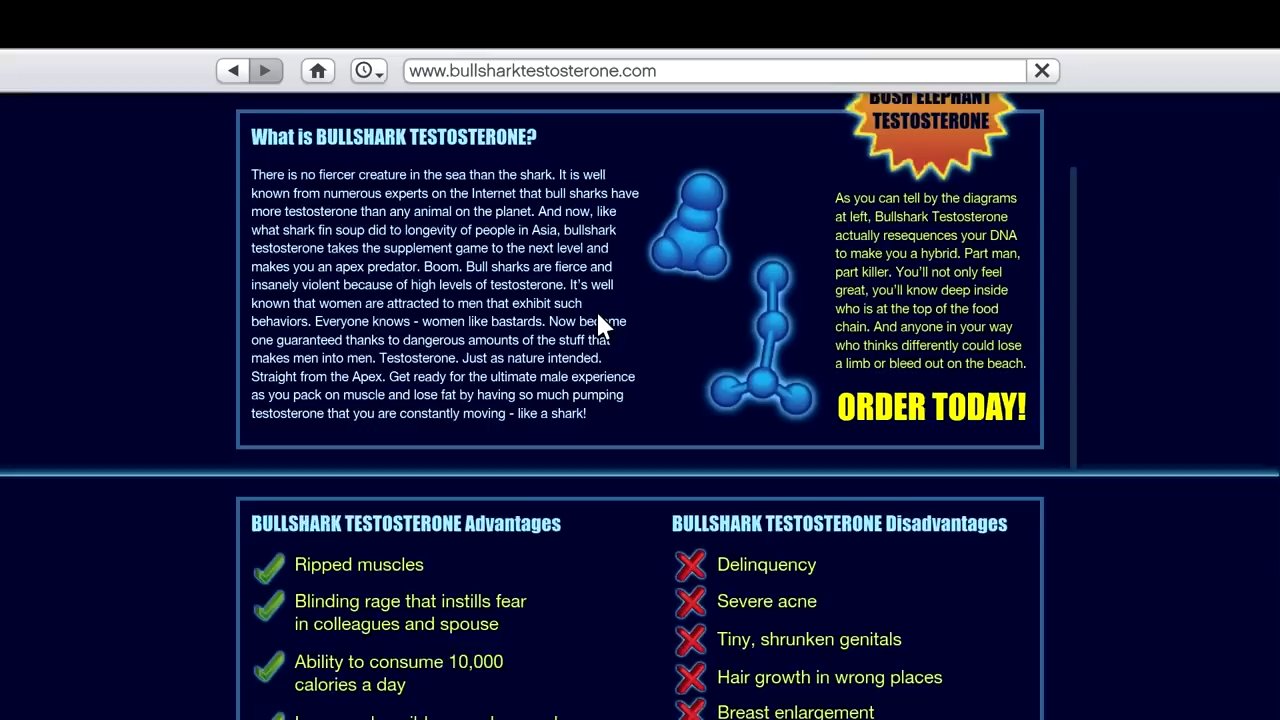 www.bullsharktestosterone.com
BUSH ELEPHANT
TESTOSTERONE
What is BULLSHARK TESTOSTERONE?
There is no fiercer creature in the sea than the shark. It is well
known from numerous experts on the Internet that bull sharks have
more testosterone than any animal on the planet. And now, like
what shark fin soup did to longevity of people in Asia, bullshark
testosterone takes the supplement game to the next level and
makes you an apex predator. Boom. Bull sharks are fierce and
insanely violent because of high levels of testosterone. It's well
known that women are attracted to men that exhibit such
behaviors. Everyone knows - women like bastards. Now become
one guaranteed thanks to dangerous amounts of the stuff that
makes men into men. Testosterone. Just as nature intended.
Straight from the Apex. Get ready for the ultimate male experience
as you pack on muscle and lose fat by having so much pumping
testosterone that you are constantly moving - like a shark!
As you can tell by the diagrams
at left, Bullshark Testosterone
actually resequences your DNA
to make you a hybrid. Part man,
part killer. You'll not only feel
great, you'll know deep inside
who is at the top of the food
chain. And anyone in your way
who thinks differently could lose
a limb or bleed out on the beach.
ORDER TODAY!
BULLSHARK TESTOSTERONE Advantages
Ripped muscles
Blinding rage that instills fear
in colleagues and spouse
Ability to consume 10,000
calories a day
BULLSHARK TESTOSTERONE Disadvantages
Delinquency
Severe acne
Tiny, shrunken genitals
Hair growth in wrong places
Breast enlargement